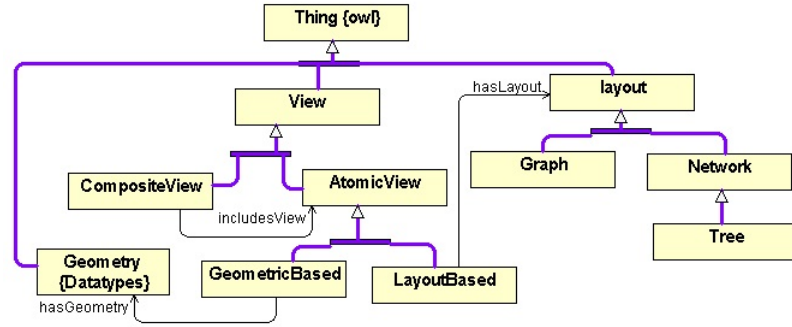 Thing {owl}
hasLayout
layout
View
Graph
Network
CompositeView
AtomicView
includesView
Tree
Geometry
{Datatypes}
GeometricBased
LayoutBased
hasGeometry